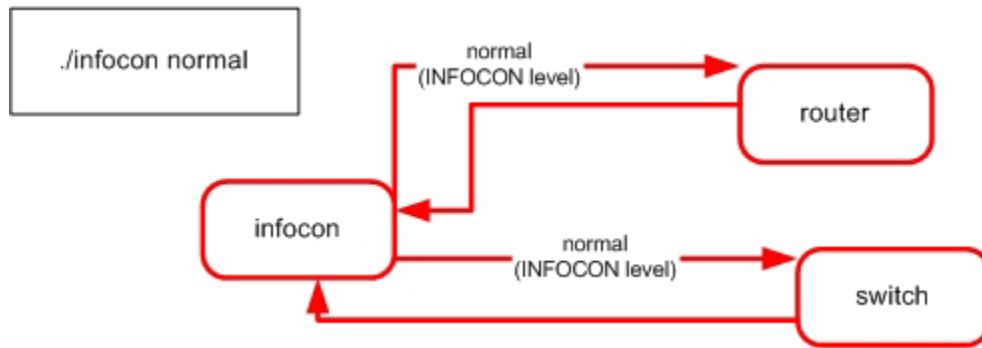 ./infocon normal
normal
(INFOCON level)
router
infocon
normal
(INFOCON level)
switch